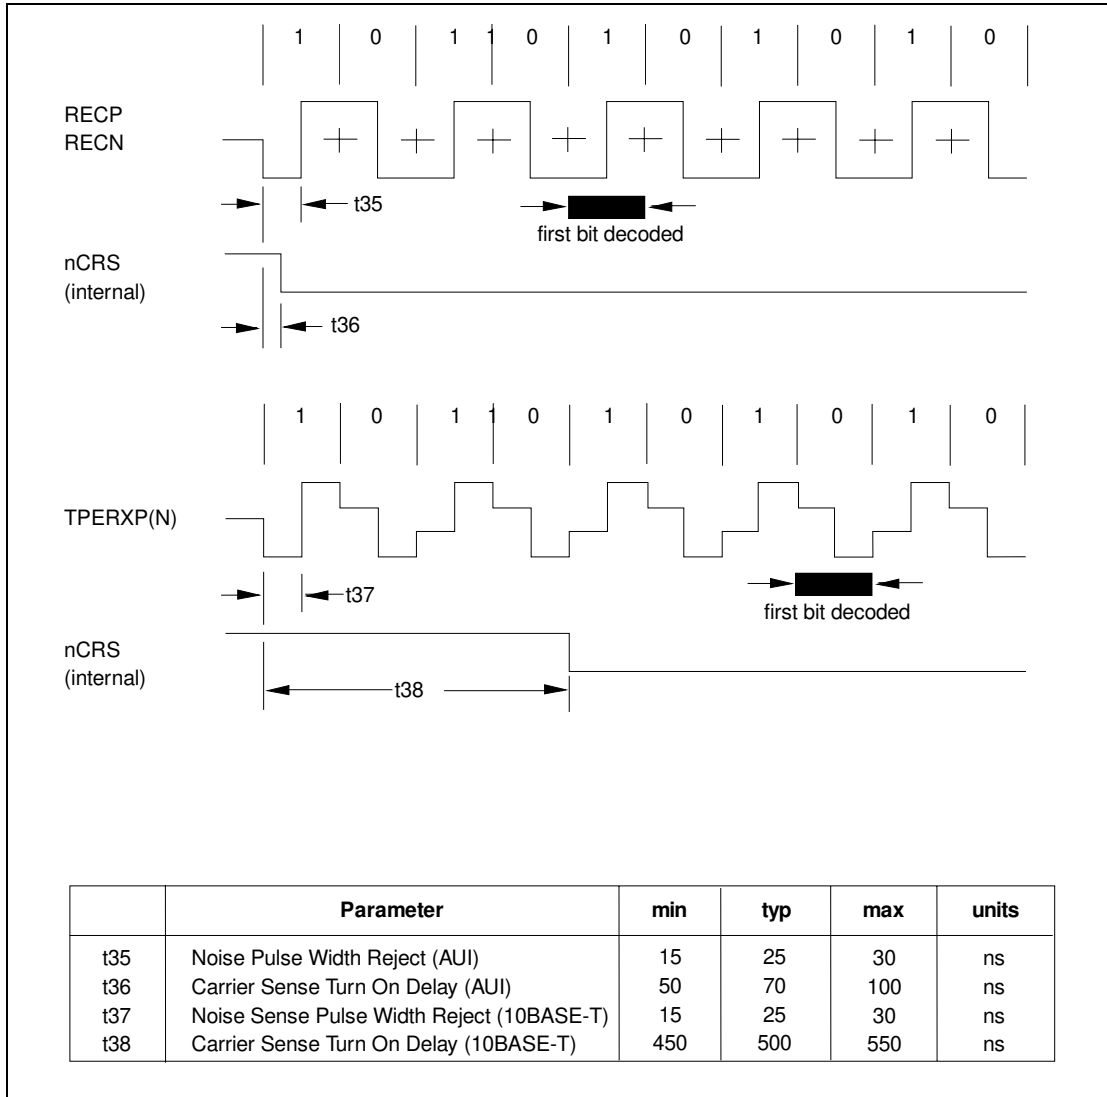 1 0 1 1 0 1 0 1 0 1 0
RECP
RECN
t35
first bit decoded
nCRS
(internal)
t36
1 0 1 1 0 1 0 1 0 1 0
TPERXP(N)
t37
first bit decoded
nCRS
(internal)
t38
Parameter min typ max units
t35 Noise Pulse Width Reject (AUI) 15 25 30 ns
t36 Carrier Sense Turn On Delay (AUI) 50 70 100 ns
t37 Noise Sense Pulse Width Reject (10BASE-T) 15 25 30 ns
t38 Carrier Sense Turn On Delay (10BASE-T) 450 500 550 ns